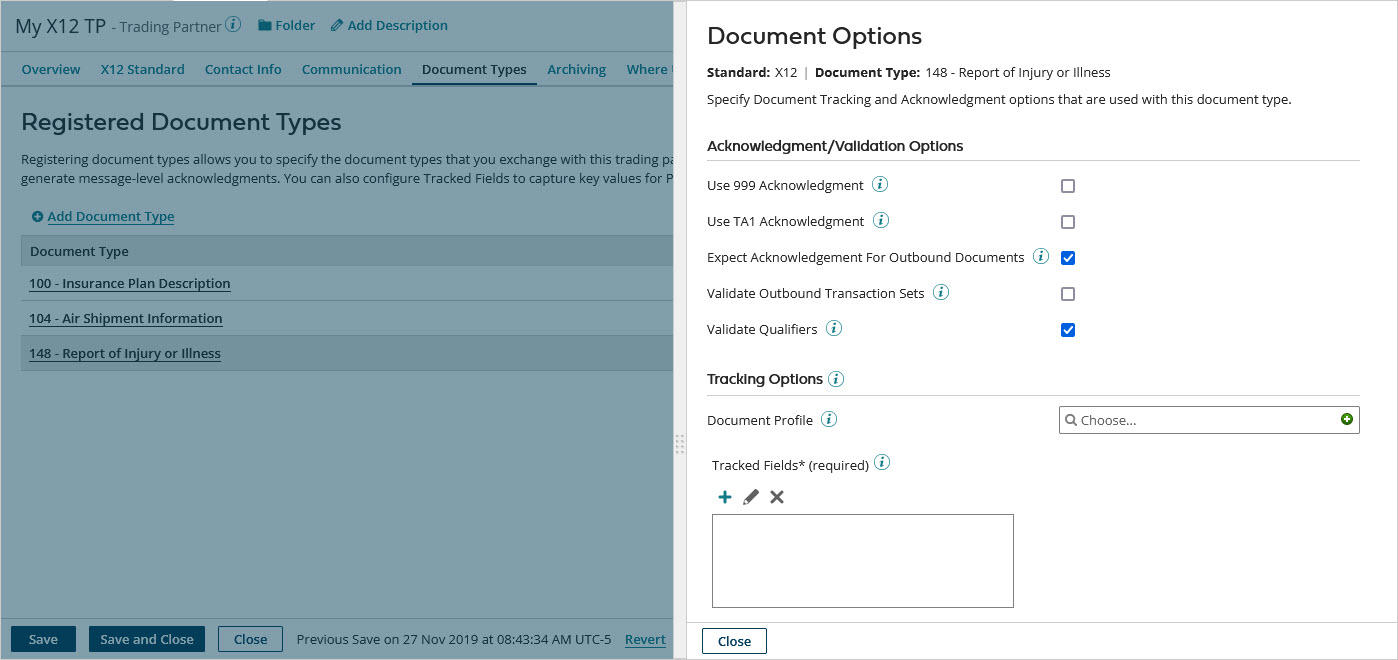 My X12 TP - Trading Partner i Folder Add Description
Overview X12 Standard Contact Info Communication Document Types Archiving Where
Registered Document Types
Registering document types allows you to specify the document types that you exchange with this trading pa
generate message-level acknowledgments. You can also configure Tracked Fields to capture key values for P
Add Document Type
Document Type
100 - Insurance Plan Description
104 - Air Shipment Information
148 - Report of Injury or Illness
Save Save and Close Close Previous Save on 27 Nov 2019 at 08:43:34 AM UTC-5 Revert
Document Options
Standard: X12 | Document Type: 148 - Report of Injury or Illness
Specify Document Tracking and Acknowledgment options that are used with this document type.
Acknowledgment/Validation Options
Use 999 Acknowledgment i
Use TA1 Acknowledgment i
Expect Acknowledgement For Outbound Documents i
Validate Outbound Transaction Sets i
Validate Qualifiers i
Tracking Options i
Document Profile i Choose...
Tracked Fields* (required) i
Close